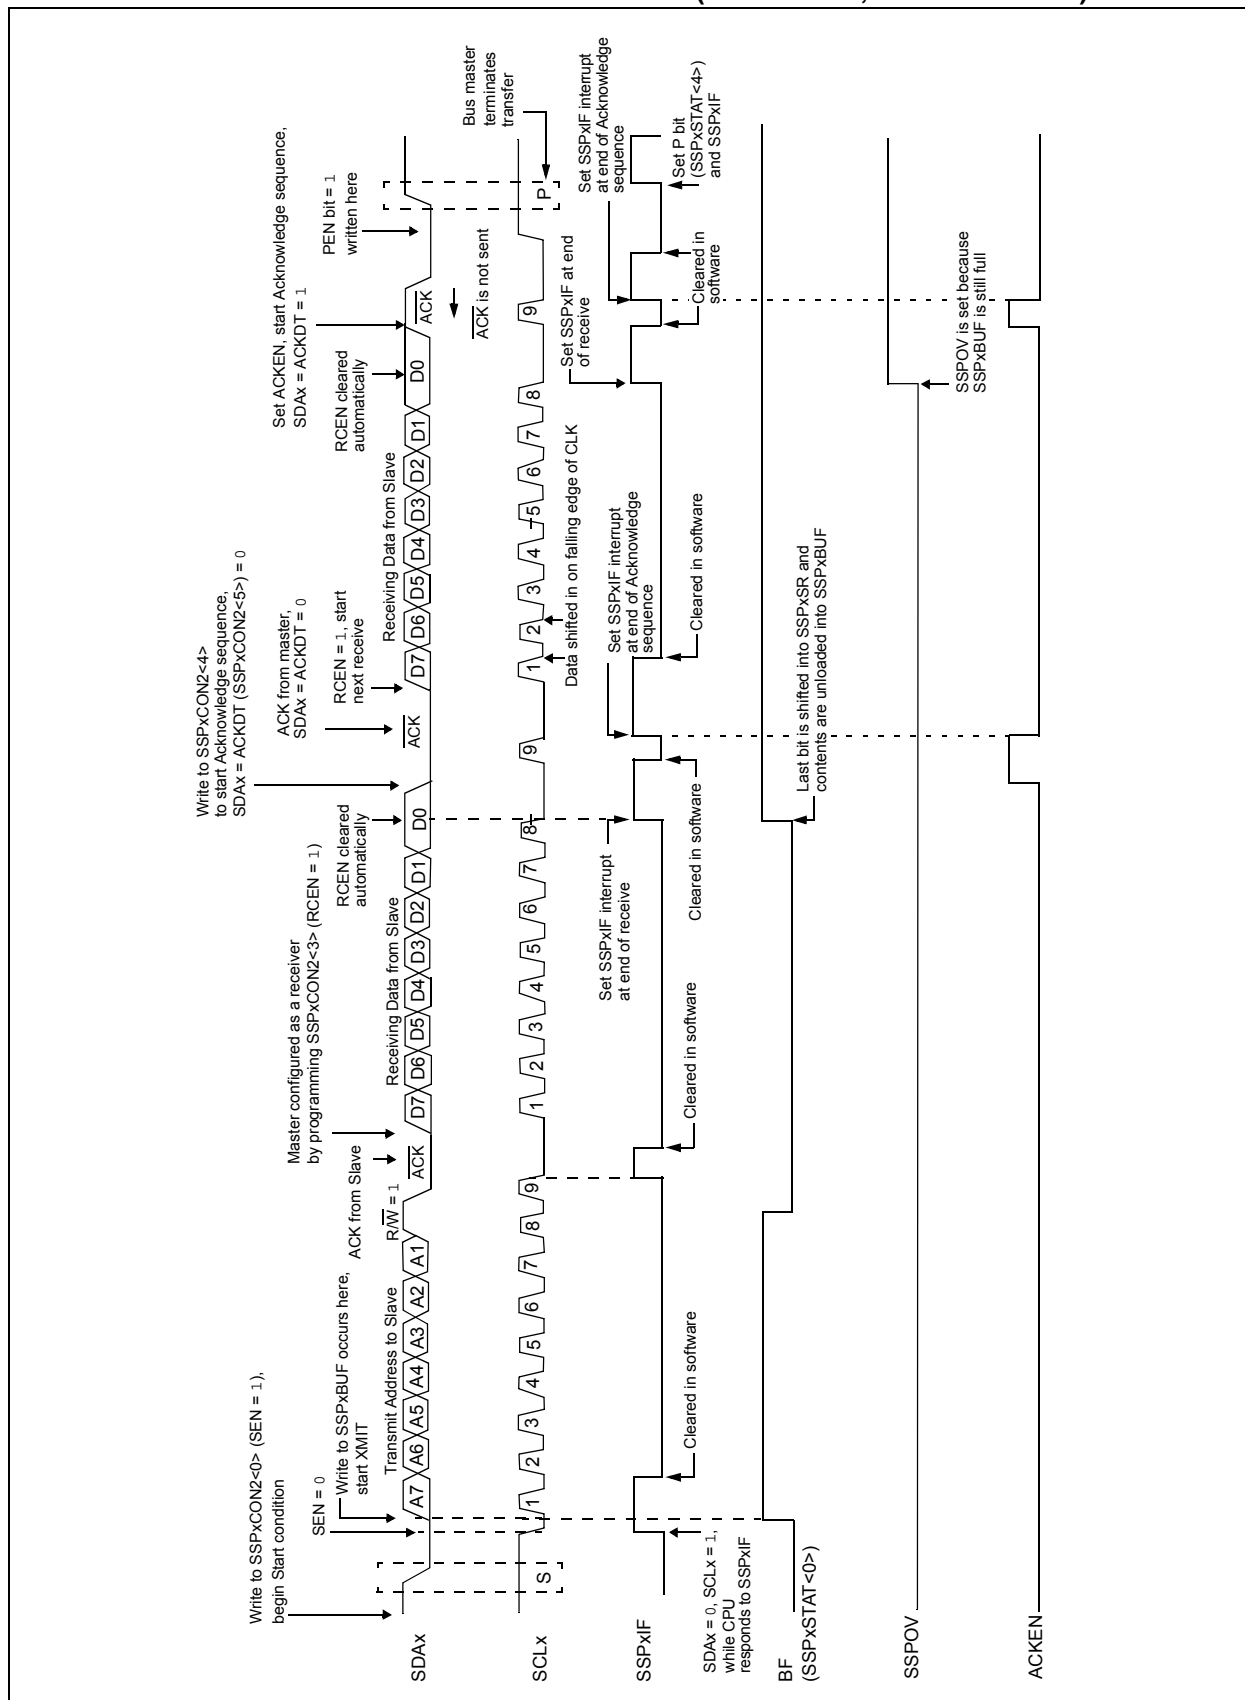 Write to SSPxCON2<4>
to start Acknowledge sequence,
SDAx = ACKDT (SSPxCON2<5>) = 0
Set ACKEN, start Acknowledge sequence,
SDAx = ACKDT = 1
Write to SSPxCON2<0> (SEN = 1),
begin Start condition
Master configured as a receiver
by programming SSPxCON2<3> (RCEN = 1)
ACK from master,
SDAx = ACKDT = 0
PEN bit = 1
written here
SEN = 0
Write to SSPxBUF occurs here,
start XMIT
ACK from Slave
RCEN cleared
automatically
RCEN = 1, start
next receive
RCEN cleared
automatically
Transmit Address to Slave
R/W = 1
Receiving Data from Slave
Receiving Data from Slave
SDAx
A7 A6 A5 A4 A3 A2 A1
ACK
D7 D6 D5 D4 D3 D2 D1 D0
ACK
D7 D6 D5 D4 D3 D2 D1 D0
ACK
ACK is not sent
Bus master
terminates
transfer
SCLx
S
1 2 3 4 5 6 7 8 9
1 2 3 4 5 6 7 8 9
1 2 3 4 5 6 7 8 9
P
Data shifted in on falling edge of CLK
Set SSPxIF interrupt
at end of receive
Set SSPxIF interrupt
at end of Acknowledge
sequence
Set SSPxIF at end
of receive
Set SSPxIF interrupt
at end of Acknowledge
sequence
SSPxIF
SDAx = 0, SCLx = 1,
while CPU
responds to SSPxIF
Cleared in software
Cleared in software
Cleared in software
Cleared in software
Cleared in
software
Set P bit
(SSPxSTAT<4>)
and SSPxIF
BF
(SSPxSTAT<0>)
Last bit is shifted into SSPxSR and
contents are unloaded into SSPxBUF
SSPOV
SSPOV is set because
SSPxBUF is still full
ACKEN